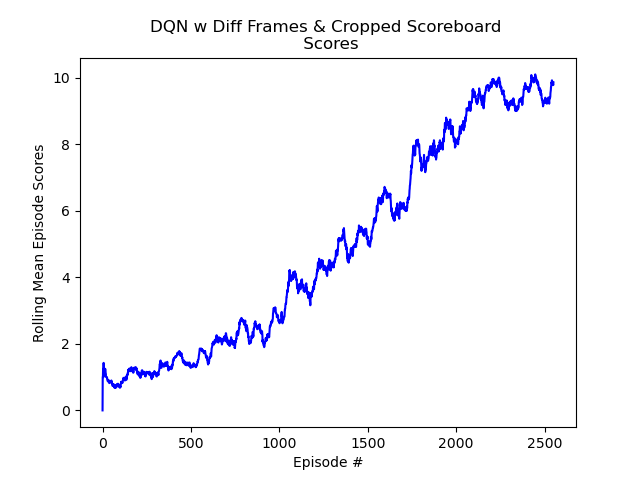 DQN w Diff Frames & Cropped Scoreboard
Scores
Rolling Mean Episode Scores
10
8
6
4
2
0
0 500 1000 1500 2000 2500
Episode #